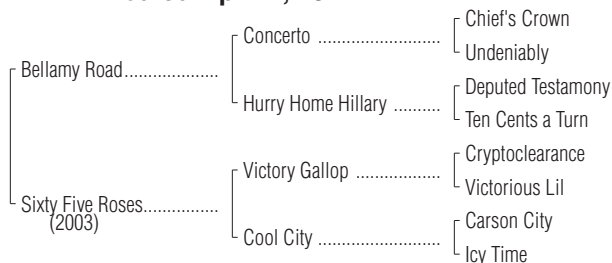 Chief's Crown
Concerto ..........................
Undeniably
Bellamy Road....................
Deputed Testamony
Hurry Home Hillary ..........
Ten Cents a Turn
Cryptoclearance
Victory Gallop ..................
Victorious Lil
Sixty Five Roses................
(2003)
Carson City
Cool City ..........................
Icy Time